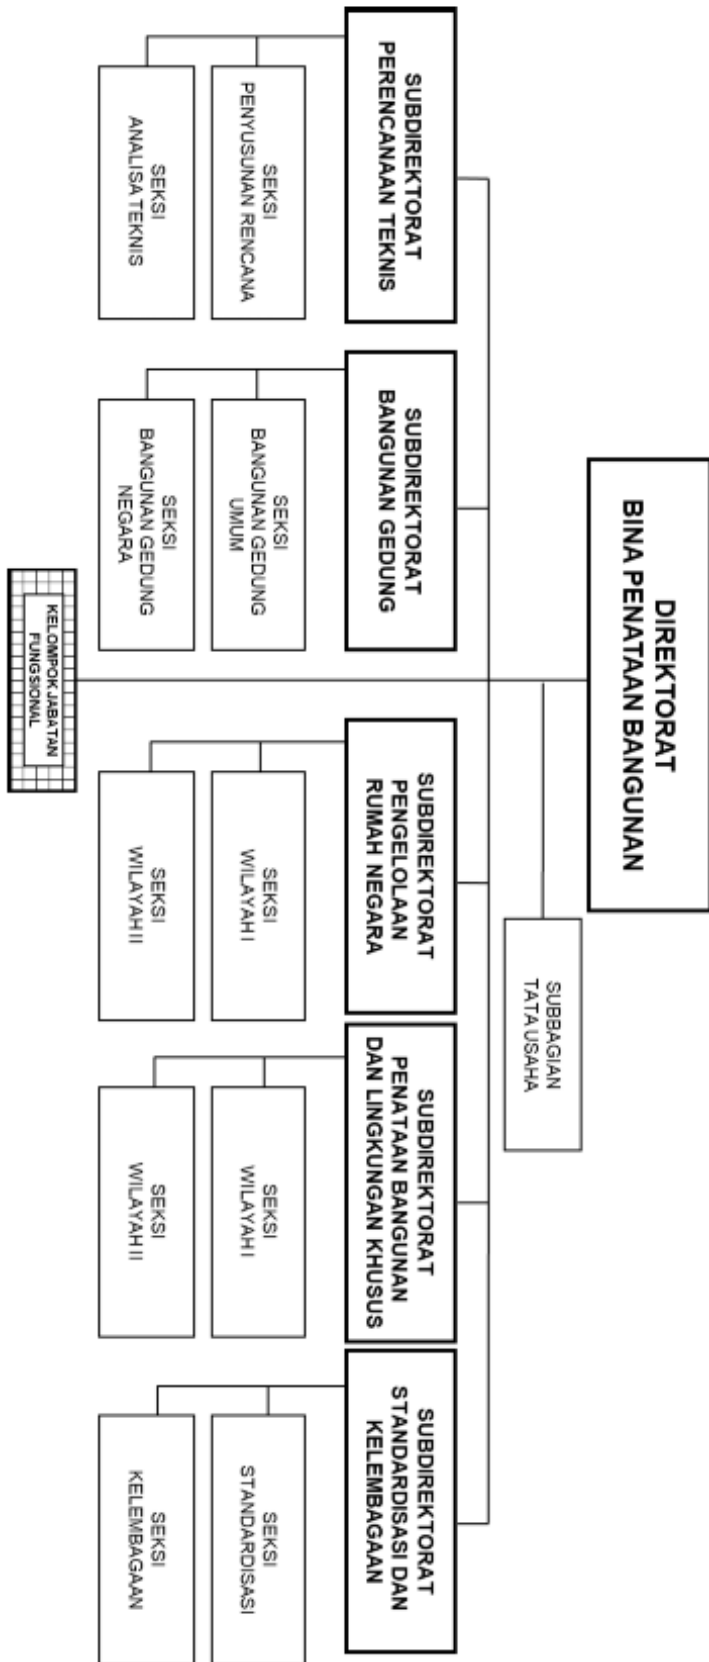 DIREKTORAT
BINA PENATAAN BANGUNAN
SUBBAGIAN
TATA USAHA
SUBDIREKTORAT
PERENCANAAN TEKNIS
SEKSI
PENYUSUNAN RENCANA
SEKSI
ANALISA TEKNIS
SUBDIREKTORAT
BANGUNAN GEDUNG
SEKSI
BANGUNAN GEDUNG
UMUM
SEKSI
BANGUNAN GEDUNG
NEGARA
SUBDIREKTORAT
PENGELOLAAN
RUMAH NEGARA
SEKSI
WILAYAH I
SEKSI
WILAYAH II
SUBDIREKTORAT
PENATAAN BANGUNAN
DAN LINGKUNGAN KHUSUS
SEKSI
WILAYAH I
SEKSI
WILAYAH II
SUBDIREKTORAT
STANDARDISASI DAN
KELEMBAGAAN
SEKSI
STANDARDISASI
SEKSI
KELEMBAGAAN
KELOMPOK JABATAN
FUNGSIONAL